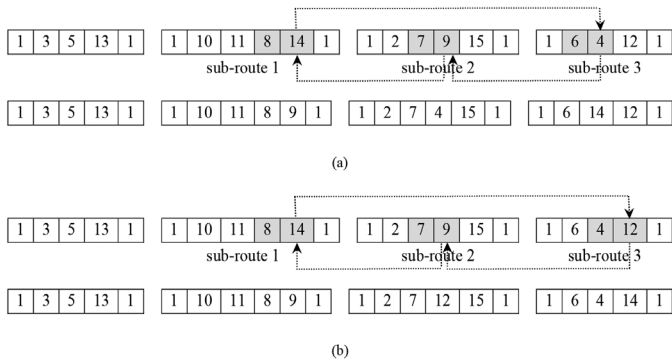 1 3 5 13 1 1 10 11 8 14 1 1 2 7 9 15 1 1 6 4 12 1
sub-route 1 sub-route 2 sub-route 3
1 3 5 13 1 1 10 11 8 9 1 1 2 7 4 15 1 1 6 14 12 1
(a)
1 3 5 13 1 1 10 11 8 14 1 1 2 7 9 15 1 1 6 4 12 1
sub-route 1 sub-route 2 sub-route 3
1 3 5 13 1 1 10 11 8 9 1 1 2 7 12 15 1 1 6 4 14 1
(b)